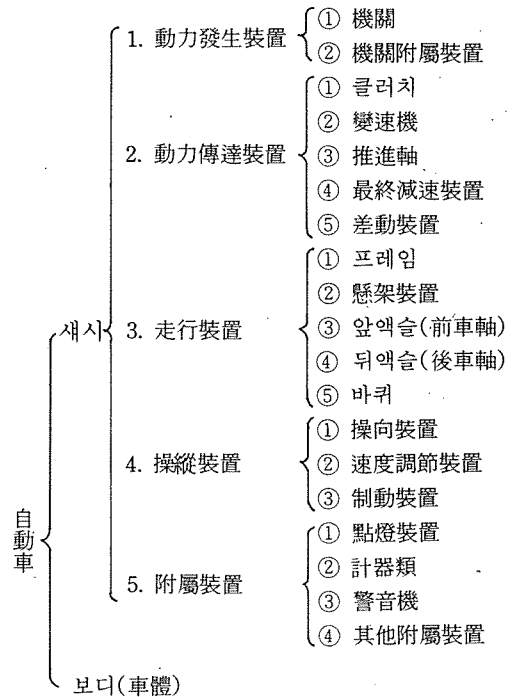 ① 機關
1. 動力發生裝置
② 機關附屬裝置
① 클러치
② 變速機
2. 動力傳達裝置
③ 推進軸
④ 最終減速裝置
⑤ 差動裝置
① 프레임
② 懸架裝置
섀시
3. 走行裝置
③ 앞액슬(前車軸)
④ 뒤액슬(後車軸)
⑤ 바퀴
① 操向裝置
4. 操縱裝置
② 速度調節裝置
③ 制動裝置
自動車
① 點燈裝置
② 計器類
5. 附屬裝置
③ 警音機
④ 其他附屬裝置
보디(車體)